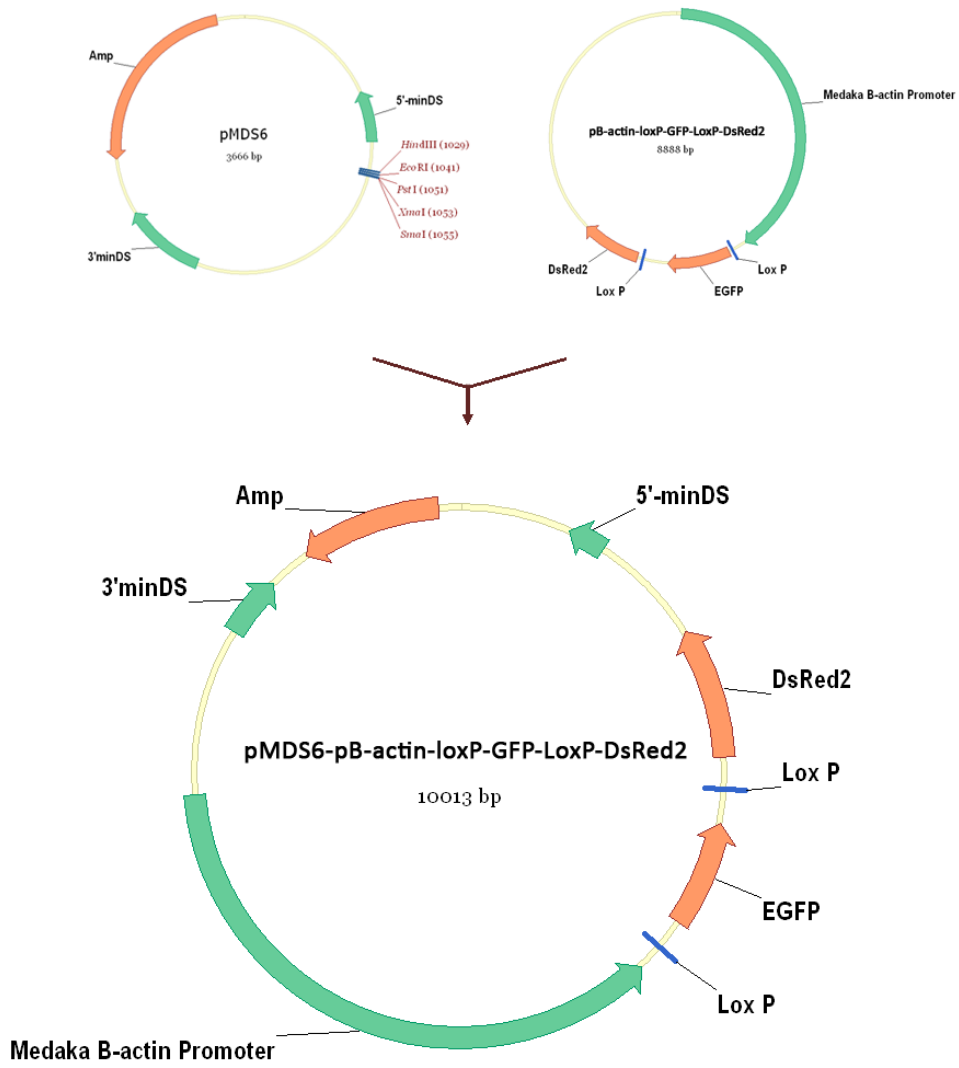 Amp
5'-minDS
pMDS6
3666 bp
HindIII (1029)
EcoRI (1041)
PstI (1051)
XmaI (1053)
SmaI (1055)
3'minDS
Medaka B-actin Promoter
pB-actin-loxP-GFP-LoxP-DsRed2
8888 bp
DsRed2
Lox P
EGFP
Lox P
Amp
5'-minDS
3'minDS
DsRed2
pMDS6-pB-actin-loxP-GFP-LoxP-DsRed2
10013 bp
Lox P
EGFP
Lox P
Medaka B-actin Promoter